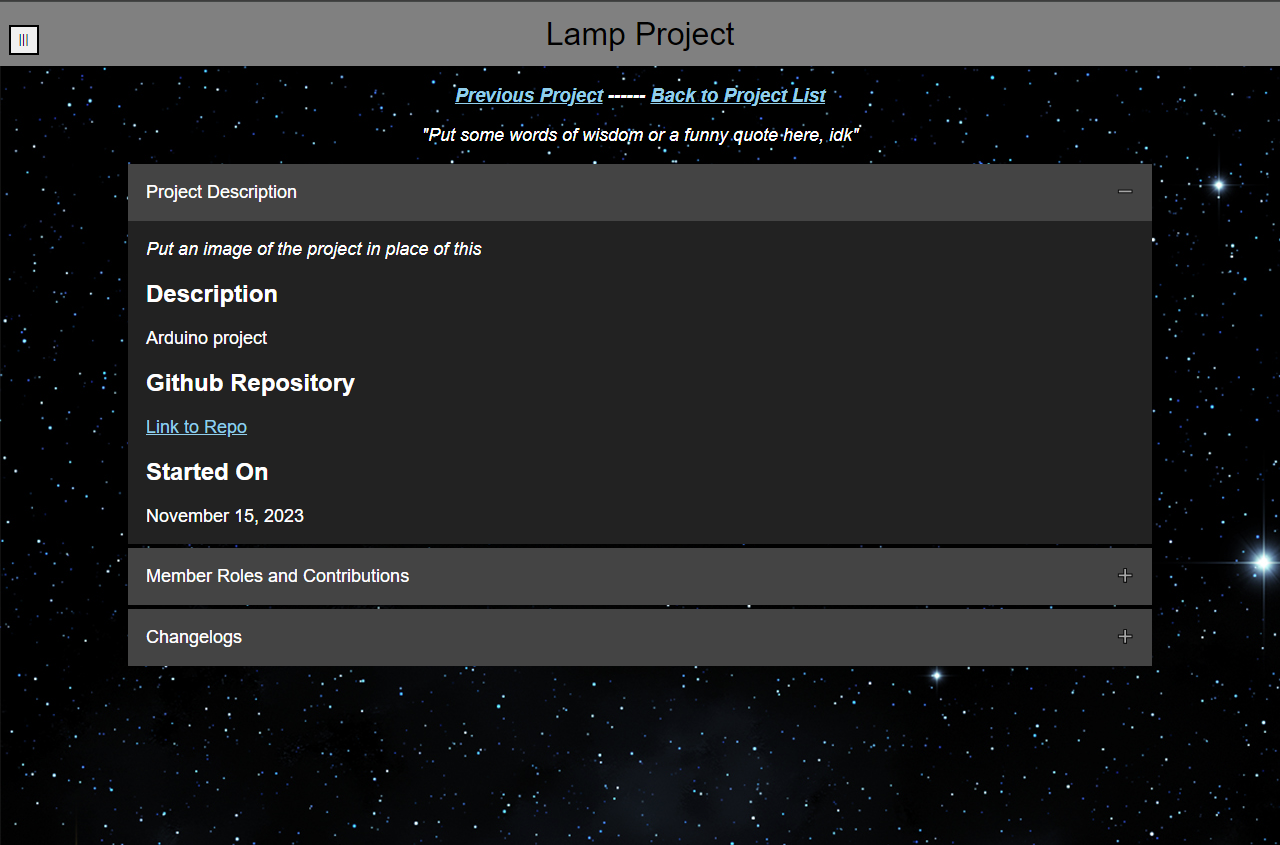 Lamp Project
Previous Project ------ Back to Project List
"Put some words of wisdom or a funny quote here, idk"
Project Description
Put an image of the project in place of this
Description
Arduino project
Github Repository
Link to Repo
Started On
November 15, 2023
Member Roles and Contributions
Changelogs